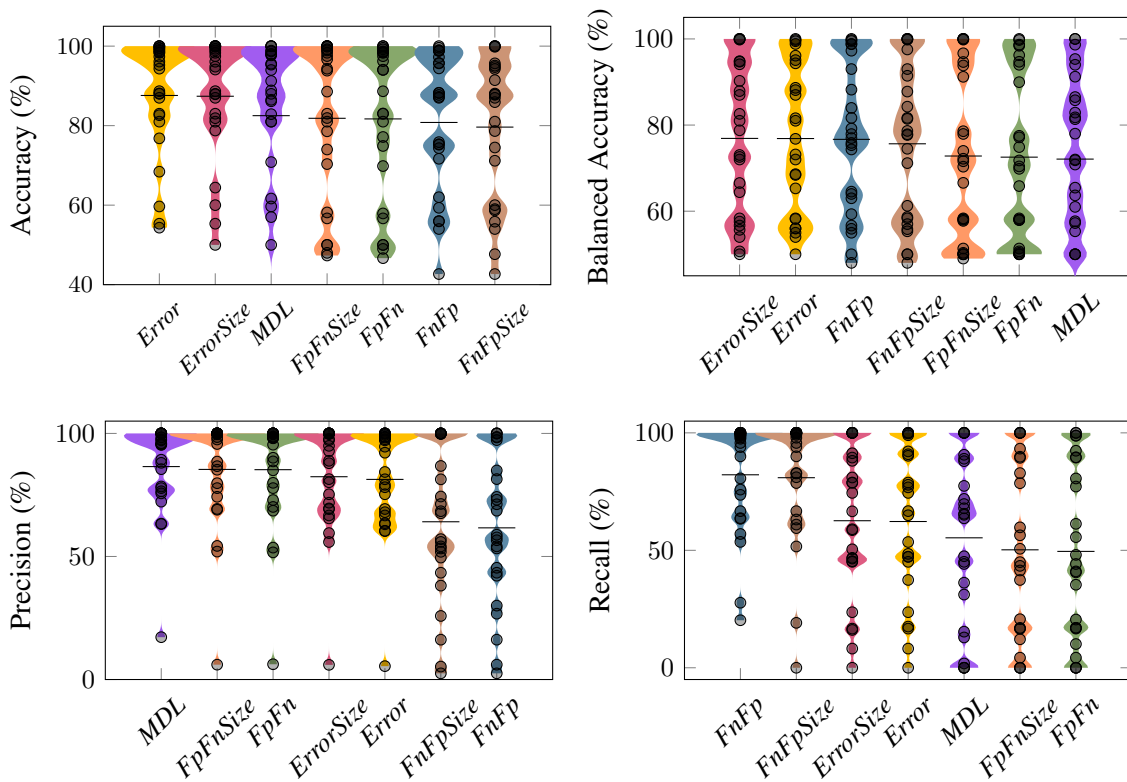 Accuracy (%)
100
80
60
40
Error
ErrorSize
MDL
FpFnSize
FpFn
FnFp
FnFpSize
Balanced Accuracy (%)
100
80
60
ErrorSize
Error
FnFp
FnFpSize
FpFnSize
FpFn
MDL
Precision (%)
100
50
0
MDL
FpFnSize
FpFn
ErrorSize
Error
FnFpSize
FnFp
Recall (%)
100
50
0
FnFp
FnFpSize
ErrorSize
Error
MDL
FpFnSize
FpFn